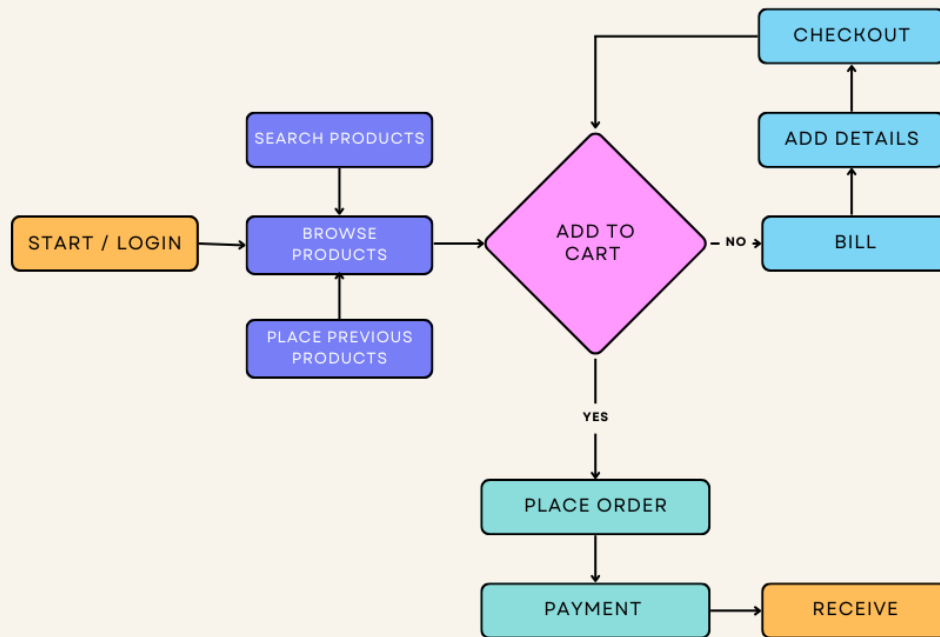 CHECKOUT
SEARCH PRODUCTS
ADD DETAILS
START / LOGIN
BROWSE
PRODUCTS
ADD TO
CART
NO
BILL
PLACE PREVIOUS
PRODUCTS
YES
PLACE ORDER
PAYMENT
RECEIVE